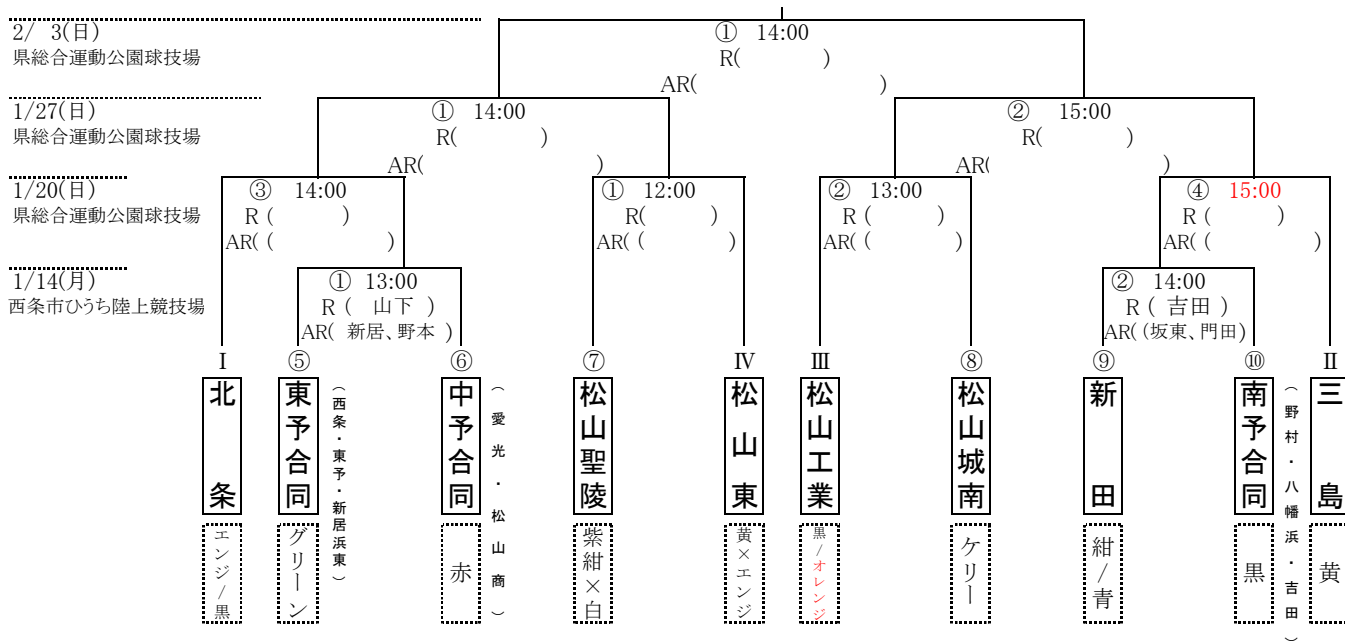 2/ 3(日)
① 14:00
県総合運動公園球技場
R( )
AR( )
1/27(日)
① 14:00
② 15:00
県総合運動公園球技場
R( )
R( )
AR( )
AR( )
1/20(日)
③ 14:00
① 12:00
② 13:00
④ 15:00
県総合運動公園球技場
R ( )
R( )
R ( )
R ( )
AR( ( )
AR( ( )
AR( ( )
AR( ( )
1/14(月)
① 13:00
② 14:00
西条市ひうち陸上競技場
R ( 山下 )
R ( 吉田 )
AR( 新居、野本 )
AR( (坂東、門田)
Ⅰ
⑤
⑥
⑦
Ⅳ
Ⅲ
⑧
⑨
⑩
Ⅱ
北条
東予合同
(西条・東予・新居浜東)
中予合同
(愛光・松山商)
松山聖陵
松山東
松山工業
松山城南
新田
南予合同
(野村・八幡浜・吉田)
三島
エンジ/黒
グリーン
赤
紫紺×白
黄×エンジ
黒/オレンジ
ケリー
紺/青
黒
黄